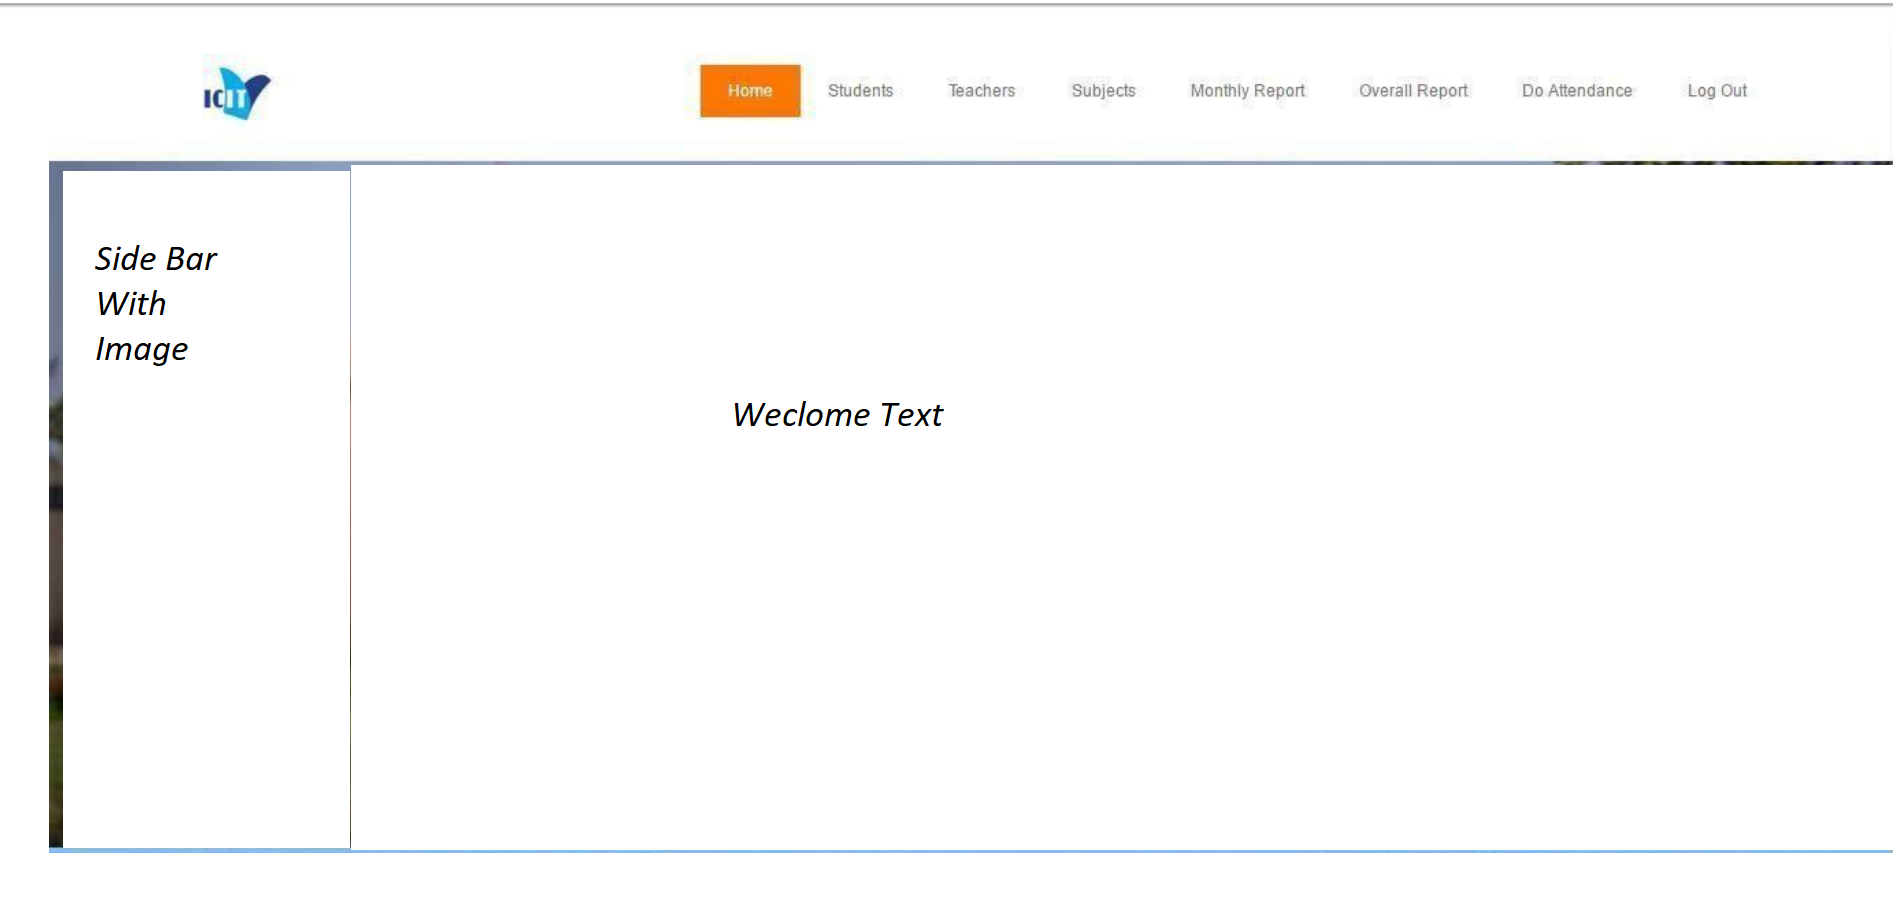 ICIT
Home Students Teachers Subjects Monthly Report Overall Report Do Attendance Log Out
Side Bar
With
Image
Weclome Text